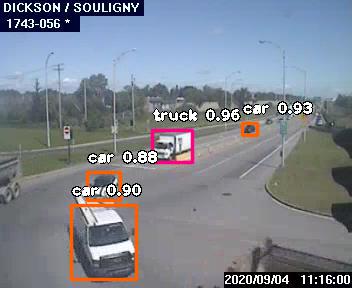 DICKSON / SOULIGNY
1743-056 *
truck 0.96
car 0.93
car 0.88
car 0.90
2020/09/04 11:16:00